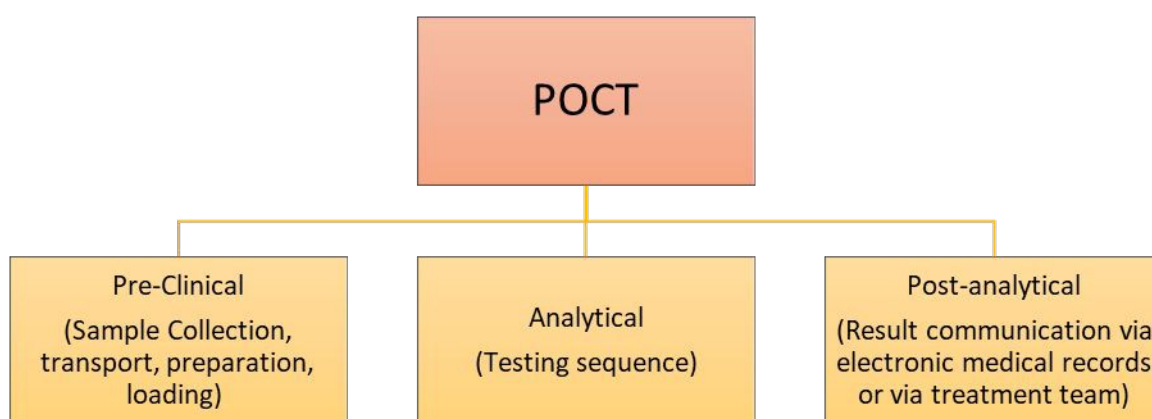 POCT
Pre-Clinical
(Sample Collection,
transport, preparation,
loading)
Analytical
(Testing sequence)
Post-analytical
(Result communication via
electronic medical records
or via treatment team)